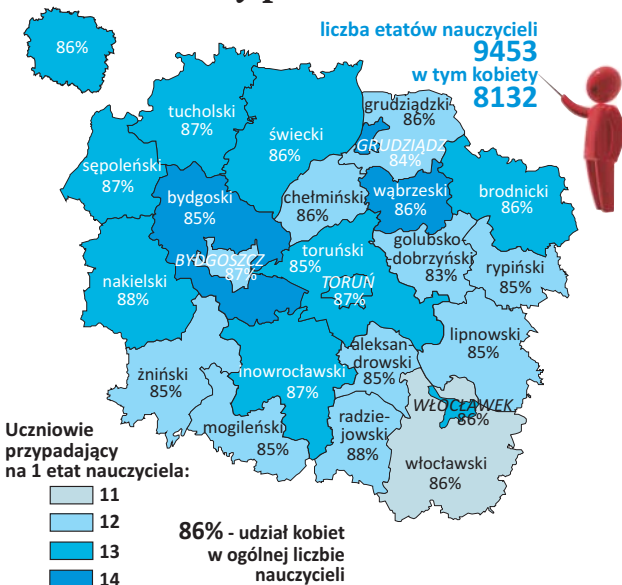 86%
liczba etatów nauczycieli
9453
w tym kobiety
8132
tucholski
87%
świecki
86%
grudziądzki
86%
GRUDZIĄDZ
84%
sępoleński
87%
bydgoski
85%
chełmiński
86%
wąbrzeski
86%
brodnicki
86%
BYDGOSZCZ
87%
toruński
85%
TORUŃ
87%
golubsko-
dobrzyński
83%
rypiński
85%
nakielski
88%
lipnowski
85%
aleksan-
drowski
85%
żniński
85%
inowrocławski
87%
WŁOCŁAWEK
86%
mogileński
85%
radzie-
jowski
88%
włocławski
86%
Uczniowie
przypadający
na 1 etat nauczyciela:
11
12
13
14
86% - udział kobiet
w ogólnej liczbie
nauczycieli